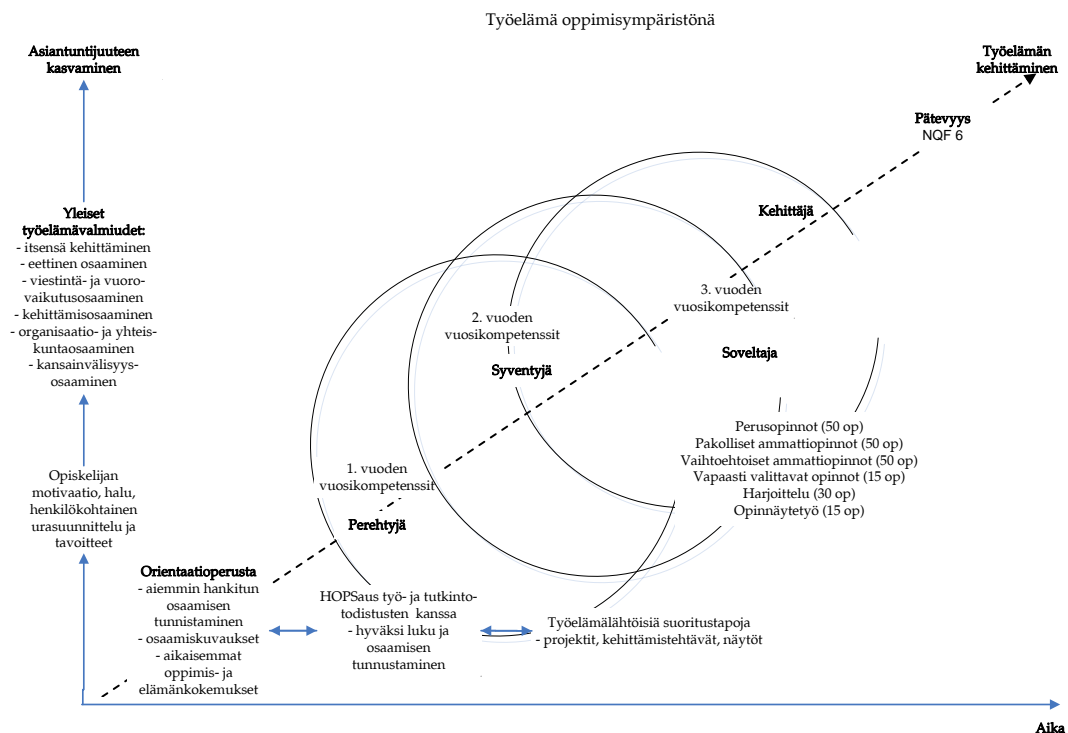 Työelämä oppimisympäristönä
Asiantuntijuuteen
kasvaminen
Työelämän
kehittäminen
Pätevyys
NQF 6
Yleiset
työelämävalmiudet:
- itsensä kehittäminen
- eettinen osaaminen
- viestintä- ja vuoro-
vaikutusosaaminen
- kehittämisosaaminen
- organisaatio- ja yhteis-
kuntaosaaminen
- kansainvälisyys-
osaaminen
Kehittäjä
3. vuoden
vuosikompetenssit
2. vuoden
vuosikompetenssit
Soveltaja
Syventyjä
Perusopinnot (50 op)
Pakolliset ammattiopinnot (50 op)
Vaihtoehtoiset ammattiopinnot (50 op)
Vapaasti valittavat opinnot (15 op)
Harjoittelu (30 op)
Opinnäytetyö (15 op)
1. vuoden
vuosikompetenssit
Perehtyjä
Opiskelijan
motivaatio, halu,
henkilökohtainen
urasuunnittelu ja
tavoitteet
Orientaatioperusta
- aiemmin hankitun
osaamisen
tunnistaminen
- osaamiskuvaukset
- aikaisemmat
oppimis- ja
elämänkokemukset
HOPSaus työ- ja tutkinto-
todistusten kanssa
- hyväksi luku ja
osaamisen
tunnustaminen
Työelämälähtöisiä suoritustapoja
- projektit, kehittämistehtävät, näytöt
Aika